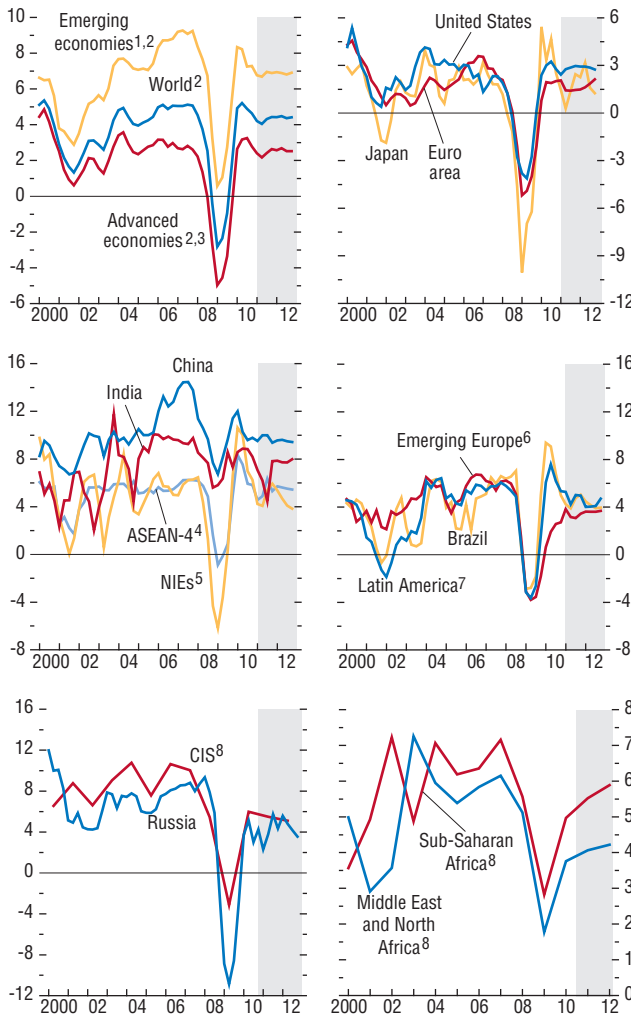 10
8
6
4
2
0
-2
-4
-6
Emerging
economies1,2
World2
Advanced
economies2,3
2000 02 04 06 08 10 12
6
3
0
-3
-6
-9
-12
United States
Japan
Euro
area
2000 02 04 06 08 10 12
16
12
8
4
0
-4
-8
China
India
ASEAN-44
NIEs5
2000 02 04 06 08 10 12
16
12
8
4
0
-4
-8
Emerging Europe6
Brazil
Latin America7
2000 02 04 06 08 10 12
16
12
8
4
0
-4
-8
-12
CIS8
Russia
2000 02 04 06 08 10 12
8
7
6
5
4
3
2
1
0
Sub-Saharan
Africa8
Middle East
and North
Africa8
2000 02 04 06 08 10 12